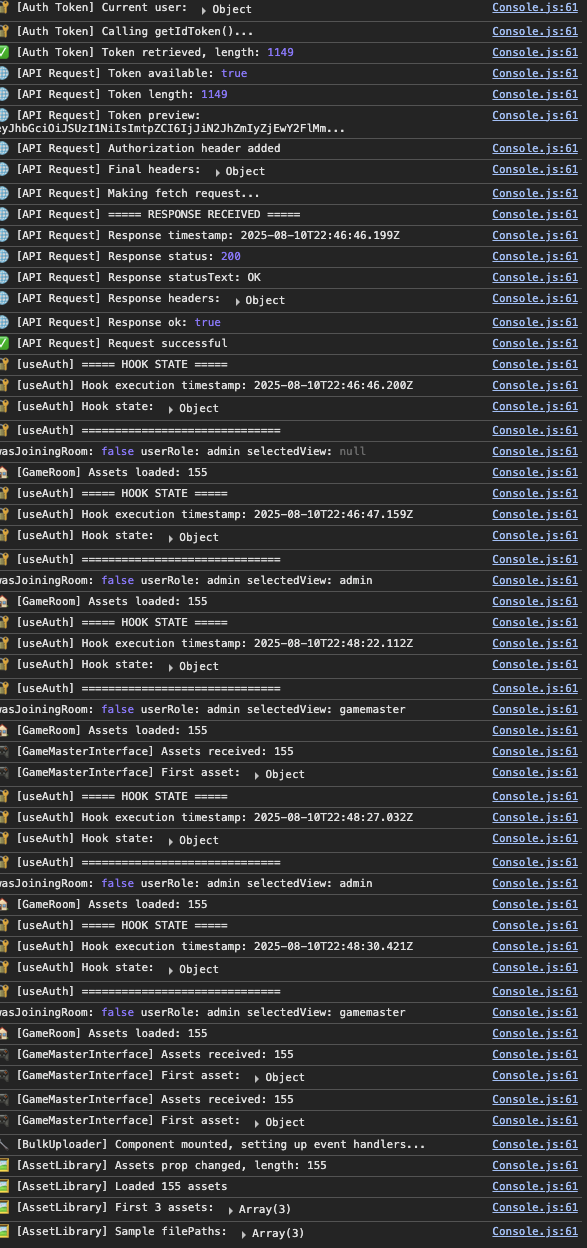 [Auth Token] Current user: ▸ Object Console.js:61
[Auth Token] Calling getIdToken()... Console.js:61
[Auth Token] Token retrieved, length: 1149 Console.js:61
[API Request] Token available: true Console.js:61
[API Request] Token length: 1149 Console.js:61
[API Request] Token preview: Console.js:61
eyJhbGciOiJSUzI1NiIsImtpZCI6IjJiN2JhZmIyZjEwY2FlMm...
[API Request] Authorization header added Console.js:61
[API Request] Final headers: ▸ Object Console.js:61
[API Request] Making fetch request... Console.js:61
[API Request] ===== RESPONSE RECEIVED ===== Console.js:61
[API Request] Response timestamp: 2025-08-10T22:46:46.199Z Console.js:61
[API Request] Response status: 200 Console.js:61
[API Request] Response statusText: OK Console.js:61
[API Request] Response headers: ▸ Object Console.js:61
[API Request] Response ok: true Console.js:61
[API Request] Request successful Console.js:61
[useAuth] ===== HOOK STATE ===== Console.js:61
[useAuth] Hook execution timestamp: 2025-08-10T22:46:46.200Z Console.js:61
[useAuth] Hook state: ▸ Object Console.js:61
[useAuth] ============================== Console.js:61
wasJoiningRoom: false userRole: admin selectedView: null Console.js:61
[GameRoom] Assets loaded: 155 Console.js:61
[useAuth] ===== HOOK STATE ===== Console.js:61
[useAuth] Hook execution timestamp: 2025-08-10T22:46:47.159Z Console.js:61
[useAuth] Hook state: ▸ Object Console.js:61
[useAuth] ============================== Console.js:61
wasJoiningRoom: false userRole: admin selectedView: admin Console.js:61
[GameRoom] Assets loaded: 155 Console.js:61
[useAuth] ===== HOOK STATE ===== Console.js:61
[useAuth] Hook execution timestamp: 2025-08-10T22:48:22.112Z Console.js:61
[useAuth] Hook state: ▸ Object Console.js:61
[useAuth] ============================== Console.js:61
wasJoiningRoom: false userRole: admin selectedView: gamemaster Console.js:61
[GameRoom] Assets loaded: 155 Console.js:61
[GameMasterInterface] Assets received: 155 Console.js:61
[GameMasterInterface] First asset: ▸ Object Console.js:61
[useAuth] ===== HOOK STATE ===== Console.js:61
[useAuth] Hook execution timestamp: 2025-08-10T22:48:27.032Z Console.js:61
[useAuth] Hook state: ▸ Object Console.js:61
[useAuth] ============================== Console.js:61
wasJoiningRoom: false userRole: admin selectedView: admin Console.js:61
[GameRoom] Assets loaded: 155 Console.js:61
[useAuth] ===== HOOK STATE ===== Console.js:61
[useAuth] Hook execution timestamp: 2025-08-10T22:48:30.421Z Console.js:61
[useAuth] Hook state: ▸ Object Console.js:61
[useAuth] ============================== Console.js:61
wasJoiningRoom: false userRole: admin selectedView: gamemaster Console.js:61
[GameRoom] Assets loaded: 155 Console.js:61
[GameMasterInterface] Assets received: 155 Console.js:61
[GameMasterInterface] First asset: ▸ Object Console.js:61
[GameMasterInterface] Assets received: 155 Console.js:61
[GameMasterInterface] First asset: ▸ Object Console.js:61
[BulkUploader] Component mounted, setting up event handlers... Console.js:61
[AssetLibrary] Assets prop changed, length: 155 Console.js:61
[AssetLibrary] Loaded 155 assets Console.js:61
[AssetLibrary] First 3 assets: ▸ Array(3) Console.js:61
[AssetLibrary] Sample filePaths: ▸ Array(3) Console.js:61